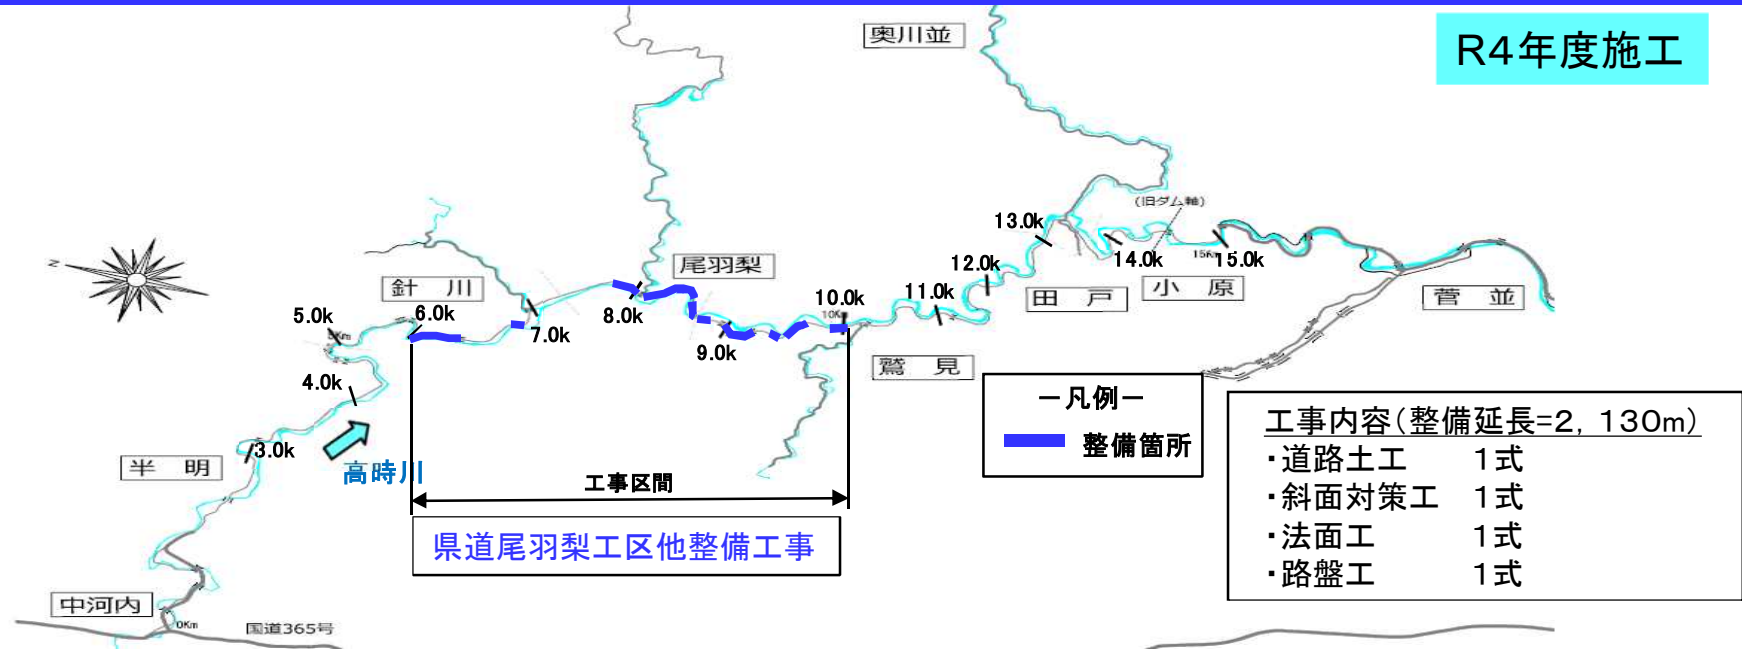 R4年度施工
奥川並
(旧ダム軸)
13.0k
14.0k
15Km
15.0k
尾羽梨
12.0k
N
針 川
田 戸
小 原
菅 並
10.0k
11.0k
5.0k
6.0k
8.0k
10Km
7.0k
5Km
9.0k
鷲 見
4.0k
3.0k
半 明
高時川
工事区間
県道尾羽梨工区他整備工事
中河内
0Km
国道365号
－凡例－
整備箇所
工事内容(整備延長=2, 130m)
・道路土工 1式
・斜面対策工 1式
・法面工 1式
・路盤工 1式